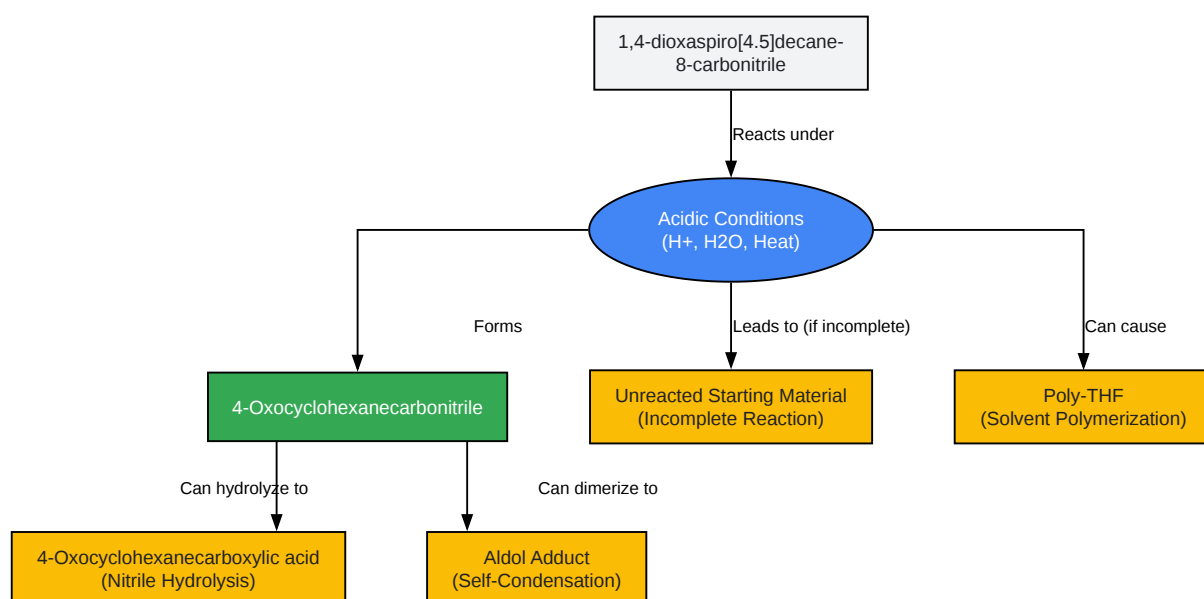 1,4-dioxaspiro[4.5]decane-
8-carbonitrile
Reacts under
Acidic Conditions
(H+, H2O, Heat)
Forms
Leads to (if incomplete)
Can cause
4-Oxocyclohexanecarbonitrile
Unreacted Starting Material
(Incomplete Reaction)
Poly-THF
(Solvent Polymerization)
Can hydrolyze to
Can dimerize to
4-Oxocyclohexanecarboxylic acid
(Nitrile Hydrolysis)
Aldol Adduct
(Self-Condensation)